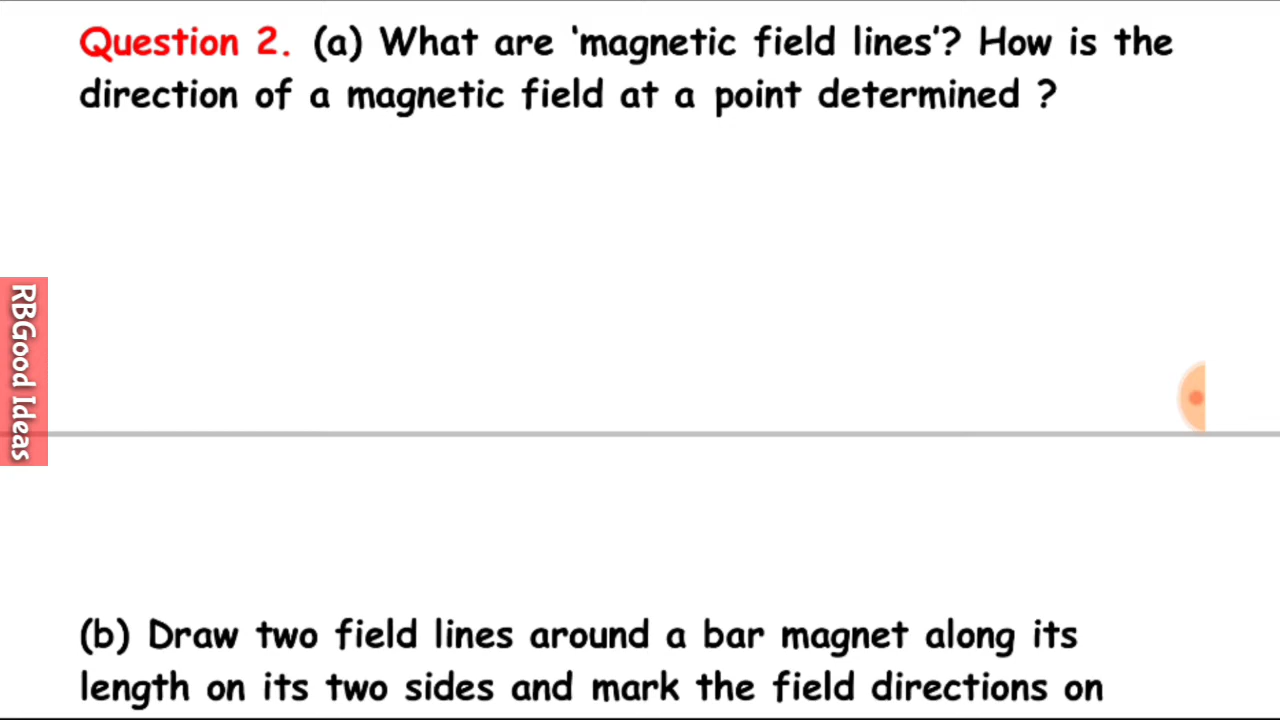 Question 2. (a) What are 'magnetic field lines'? How is the
direction of a magnetic field at a point determined ?
RBGood Ideas
(b) Draw two field lines around a bar magnet along its
length on its two sides and mark the field directions on